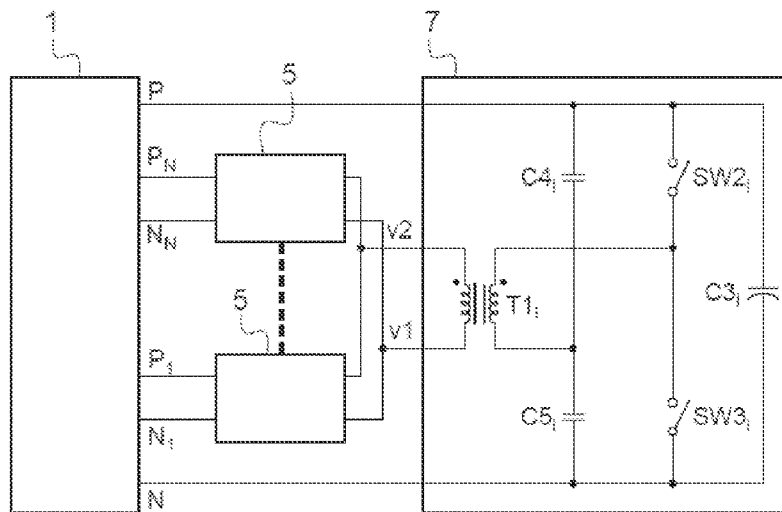 1
7
P
5
P_N
C4_i
SW2_i
N_N
v2
T1_i
C3_i
5
v1
P_1
C5_i
SW3_i
N_1
N